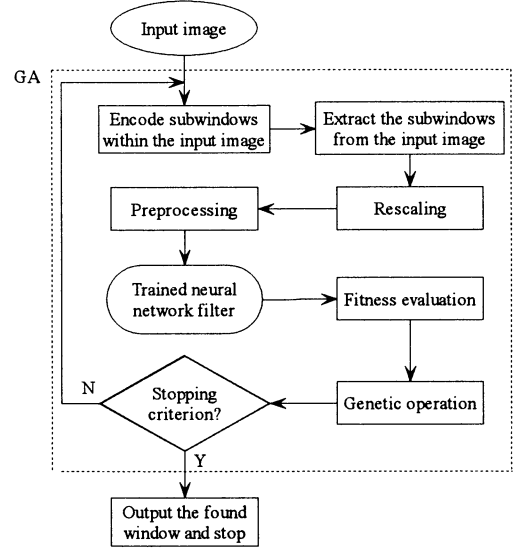 Input image
GA
Encode subwindows
within the input image
Extract the subwindows
from the input image
Rescaling
Preprocessing
Trained neural
network filter
Fitness evaluation
Genetic operation
Stopping
criterion?
N
Y
Output the found
window and stop